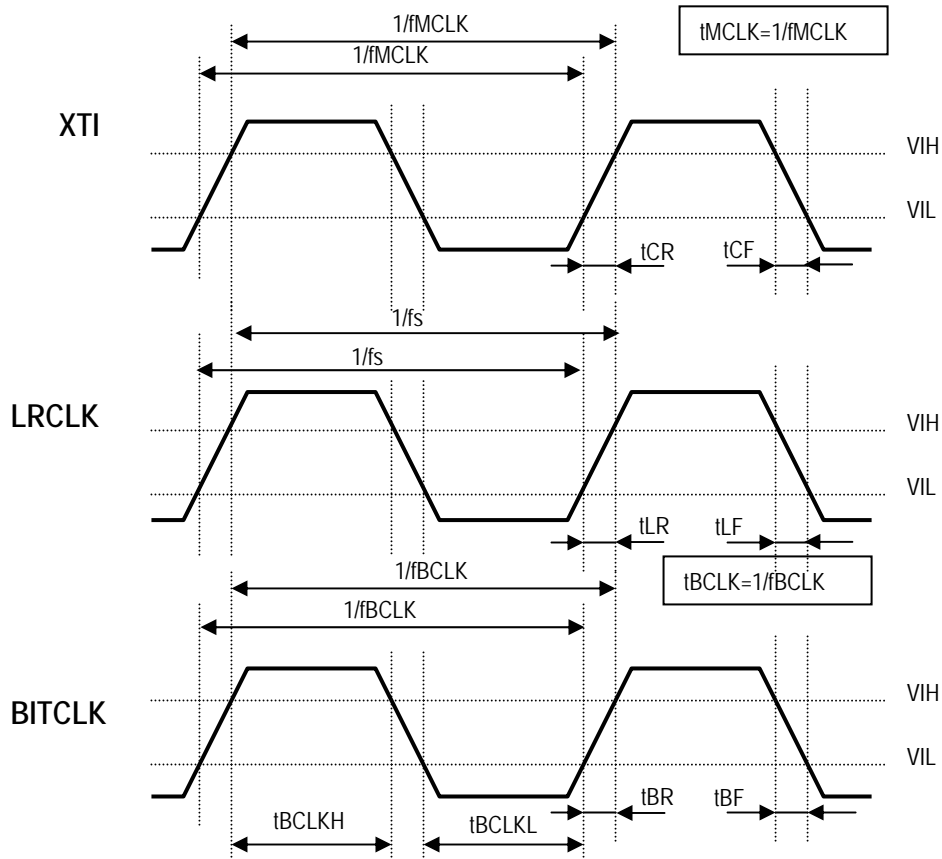 1/fMCLK
tMCLK=1/fMCLK
1/fMCLK
XTI
VIH
VIL
tCR
tCF
1/fs
1/fs
LRCLK
VIH
VIL
tLR
tLF
1/fBCLK
tBCLK=1/fBCLK
1/fBCLK
BITCLK
VIH
VIL
tBR
tBF
tBCLKH
tBCLKL